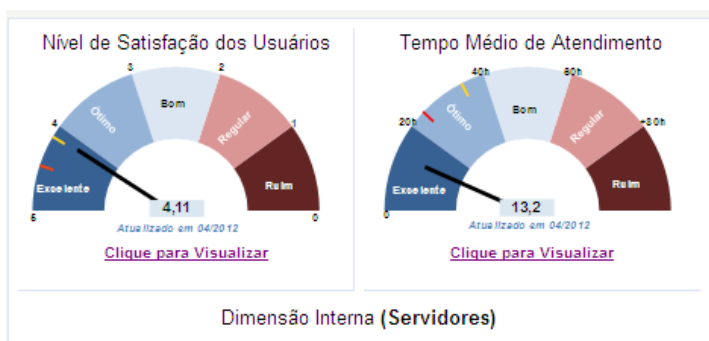 Nível de Satisfação dos Usuários
3
2
Bom
Ótimo
Regular
4
1
Excelente
Ruim
5
4,11
0
Atualizado em 04/2012
Clique para Visualizar
Tempo Médio de Atendimento
40h
60h
Bom
Ótimo
Regular
20h
+80h
Excelente
Ruim
0
13,2
Atualizado em 04/2012
Clique para Visualizar
Dimensão Interna (Servidores)